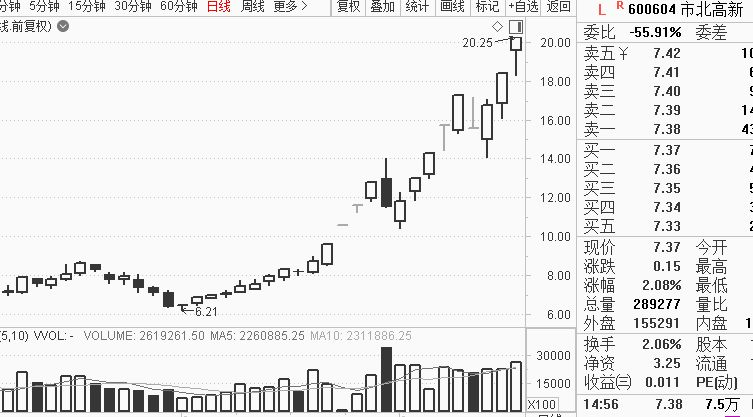 分钟 5分钟 15分钟 30分钟 60分钟 日线 周线 更多 复权 叠加 统计 画线 标记 +自选 返回
线.前复权)
20.25
20.00
18.00
16.00
14.00
12.00
10.00
8.00
6.21
6.00
(5,10) VVOL: - VOLUME: 2619261.50 MA5: 2260885.25 MA10: 2311886.25
30000
15000
X100
L R 600604 市北高新
委比 -55.91% 委差
卖五 ¥ 7.42 10
卖四 7.41
卖三 7.40
卖二 7.39 14
卖一 7.38 43
买一 7.37
买二 7.36
买三 7.35
买四 7.34
买五 7.33
现价 7.37 今开
涨跌 0.15 最高
涨幅 2.08% 最低
总量 289277 量比
外盘 155291 内盘 1
换手 2.06% 股本
净资 3.25 流通
收益㈢ 0.011 PE(动)
14:56 7.38 7.5万